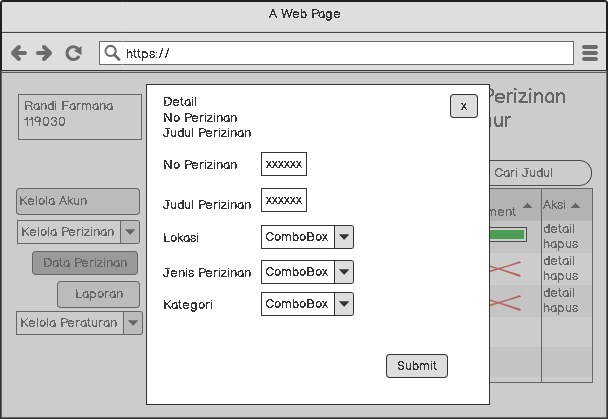 A Web Page
https://
Randi Farmana
119030
Kelola Akun
Kelola Perizinan
Data Perizinan
Laporan
Kelola Peraturan
Detail
No Perizinan
Judul Perizinan
x
No Perizinan
xxxxxx
Judul Perizinan
xxxxxx
Lokasi
ComboBox
Jenis Perizinan
ComboBox
Kategori
ComboBox
Submit
Perizinan
ur
Cari Judul
ment
Aksi
detail
hapus
detail
hapus
detail
hapus